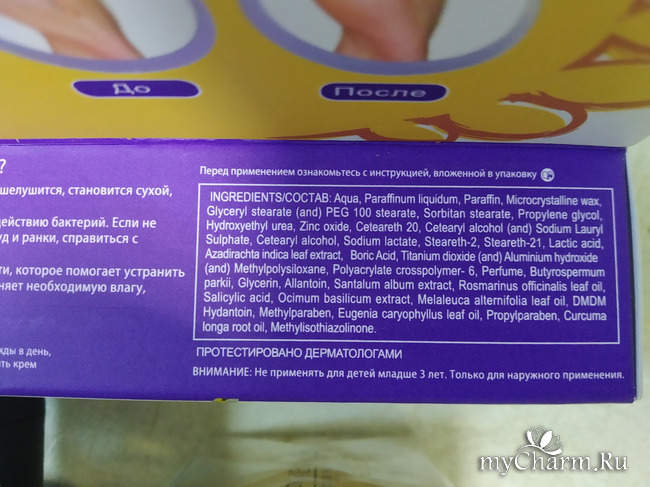 До
После
?
Перед применением ознакомьтесь с инструкцией, вложенной в упаковку
шелушится, становится сухой,
действию бактерий. Если не
уд и ранки, справиться с
ти, которое помогает устранить
няет необходимую влагу,
жды в день,
ать крем
INGREDIENTS/СОСТАВ: Aqua, Paraffinum liquidum, Paraffin, Microcrystalline wax,
Glyceryl stearate (and) PEG 100 stearate, Sorbitan stearate, Propylene glycol,
Hydroxyethyl urea, Zinc oxide, Ceteareth 20, Cetearyl alcohol (and) Sodium Lauryl
Sulphate, Cetearyl alcohol, Sodium lactate, Steareth-2, Steareth-21, Lactic acid,
Azadirachta indica leaf extract, Boric Acid, Titanium dioxide (and) Aluminium hydroxide
(and) Methylpolysiloxane, Polyacrylate crosspolymer- 6, Perfume, Butyrospermum
parkii, Glycerin, Allantoin, Santalum album extract, Rosmarinus officinalis leaf oil,
Salicylic acid, Ocimum basilicum extract, Melaleuca alternifolia leaf oil, DMDM
Hydantoin, Methylparaben, Eugenia caryophyllus leaf oil, Propylparaben, Curcuma
longa root oil, Methylisothiazolinone.
ПРОТЕСТИРОВАНО ДЕРМАТОЛОГАМИ
ВНИМАНИЕ: Не применять для детей младше 3 лет. Только для наружного применения.
myCharm.Ru